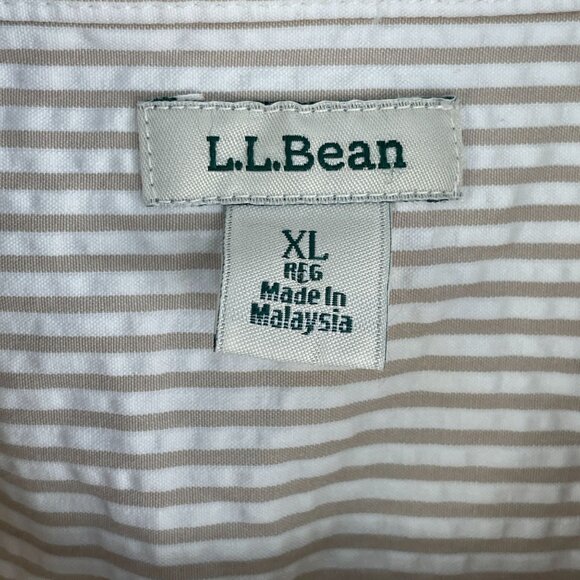 L.L.Bean
XL
REG
Made In
Malaysia